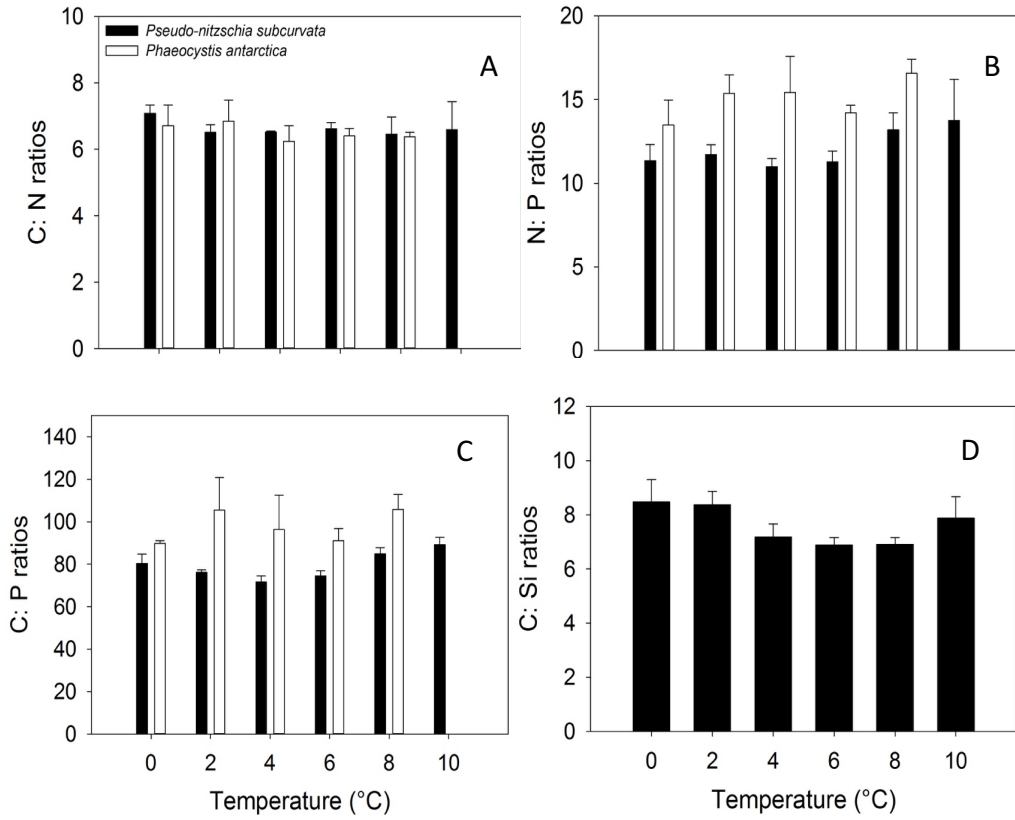 10
8
6
4
2
0
C: N ratios
Pseudo-nitzschia subcurvata
Phaeocystis antarctica
A
20
15
10
5
0
N: P ratios
B
140
120
100
80
60
40
20
0
C: P ratios
C
0 2 4 6 8 10
Temperature (°C)
12
10
8
6
4
2
0
C: Si ratios
D
0 2 4 6 8 10
Temperature (°C)